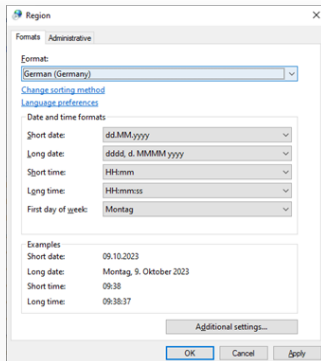 Region
Formats Administrative
Format:
German (Germany)
Change sorting method
Language preferences
Date and time formats
Short date: dd.MM.yyyy
Long date: dddd, d. MMMM yyyy
Short time: HH:mm
Long time: HH:mm:ss
First day of week: Montag
Examples
Short date: 09.10.2023
Long date: Montag, 9. Oktober 2023
Short time: 09:38
Long time: 09:38:37
Additional settings...
OK Cancel Apply